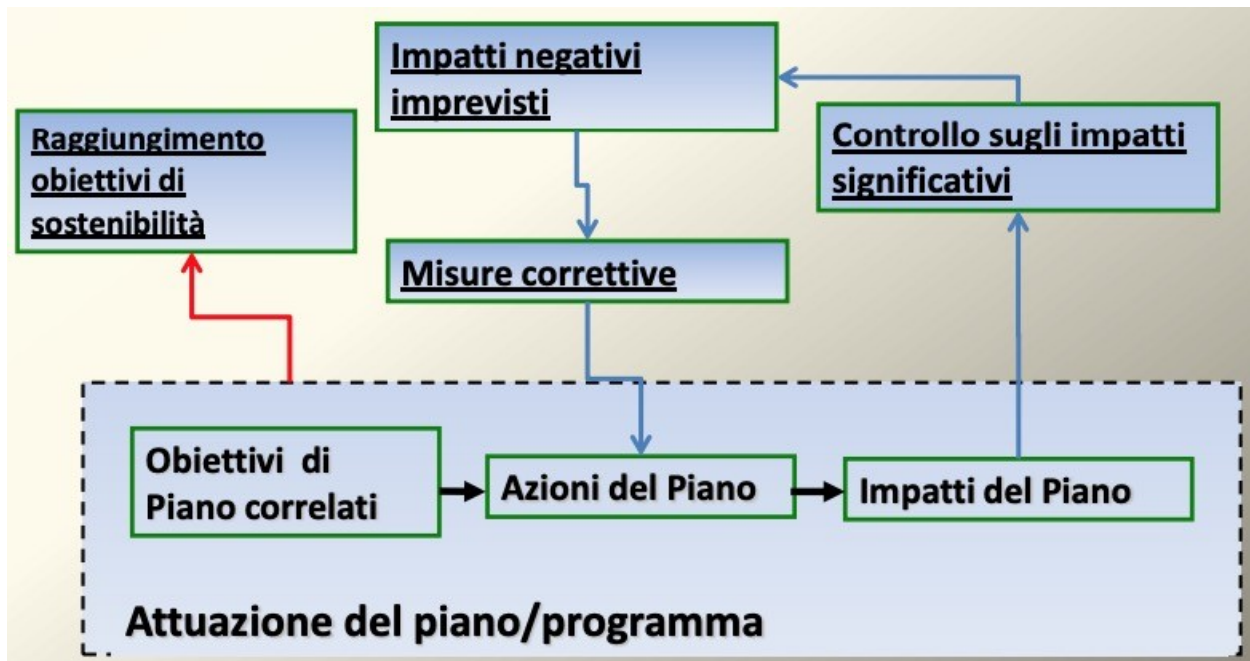 Impatti negativi
imprevisti
Raggiungimento
obiettivi di
sostenibilità
Controllo sugli impatti
significativi
Misure correttive
Obiettivi di
Piano correlati
Azioni del Piano
Impatti del Piano
Attuazione del piano/programma